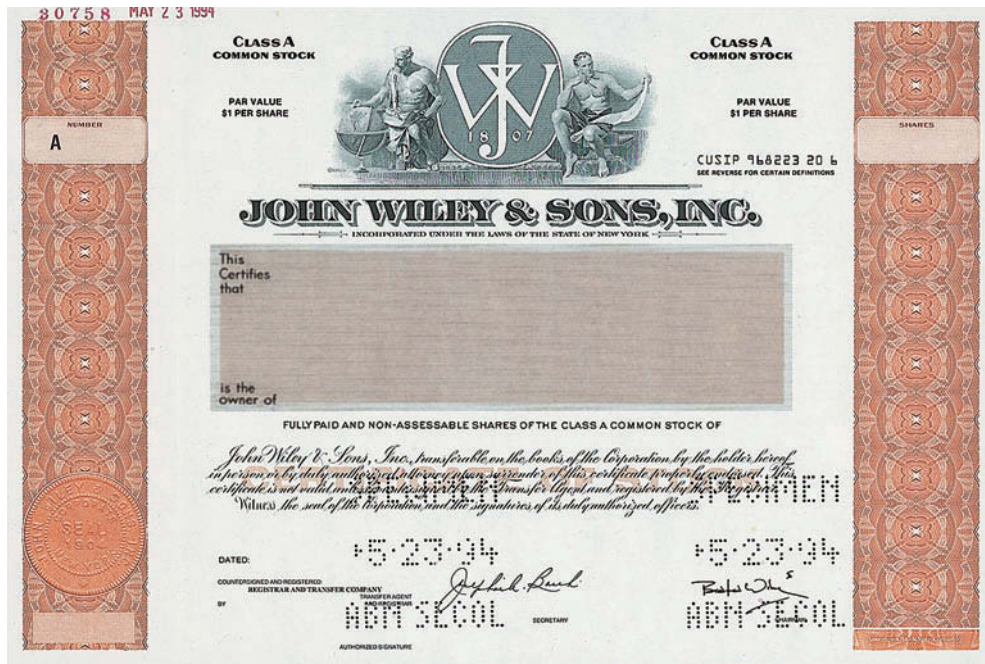 30758 MAY 23 1994
CLASS A
COMMON STOCK
CLASS A
COMMON STOCK
JW
1807
PAR VALUE
$1 PER SHARE
PAR VALUE
$1 PER SHARE
NUMBER
A
SHARES
CUSIP 968223 20 6
SEE REVERSE FOR CERTAIN DEFINITIONS
JOHN WILEY & SONS, INC.
INCORPORATED UNDER THE LAWS OF THE STATE OF NEW YORK
This
Certifies
that
is the
owner of
FULLY PAID AND NON-ASSESSABLE SHARES OF THE CLASS A COMMON STOCK OF
John Wiley & Sons, Inc., transferable on the books of the Corporation by the holder hereof
in person or by duly authorized attorney upon surrender of this certificate properly endorsed. This
certificate is not valid unless countersigned by the Transfer Agent and registered by the Registrar.
Witness the seal of the Corporation and the signatures of its duly authorized officers.
SPECIMEN
SEAL
1904
DATED:
5·23·94
5·23·94
COUNTERSIGNED AND REGISTERED:
REGISTRAR AND TRANSFER COMPANY
TRANSFER AGENT
AND REGISTRAR
BY
ABM SECOL
SECRETARY
ABM SECOL
CHAIRMAN
AUTHORIZED SIGNATURE